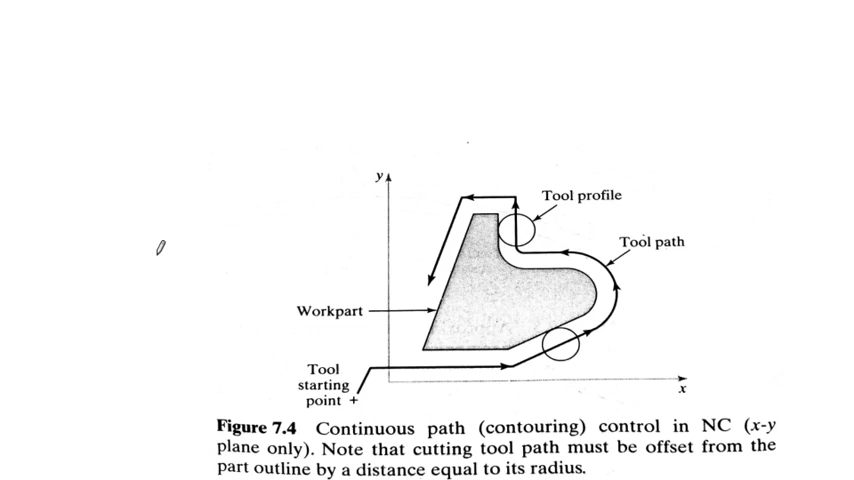 y
Tool profile
Tool path
Workpart
Tool
starting
point +
x
Figure 7.4 Continuous path (contouring) control in NC (x-y
plane only). Note that cutting tool path must be offset from the
part outline by a distance equal to its radius.